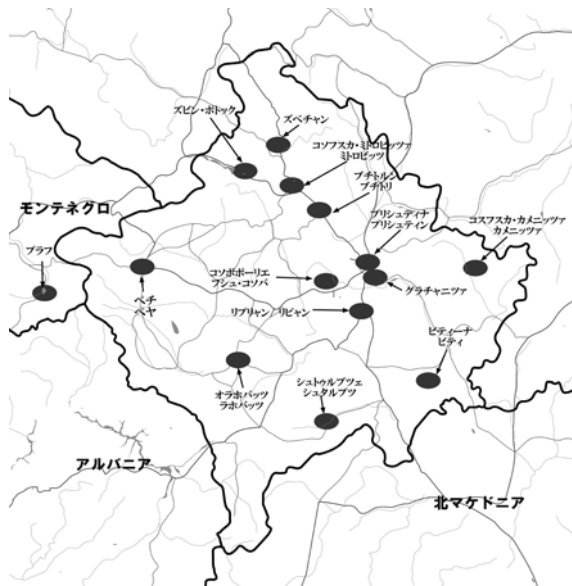 ズビン・ポトック
ズベチャン
コソフスカ・ミトロビッツァ
ミトロビッツ
ブチトルン
ブチトリ
モンテネグロ
プラフ
プリシュティナ
プリシュティン
コスフスカ・カメニッツァ
カメニッツァ
コソボポーリエ
フシュ・コソバ
グラチャニツァ
ペチ
ペヤ
リプリャン／リピャン
ビティーナ
ビティ
オラホバッツ
ラホバッツ
シュトゥルプツェ
シュタルプツ
アルバニア
北マケドニア